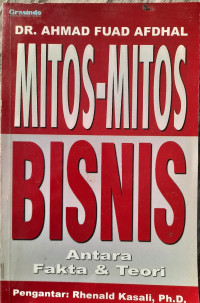 Grasindo
DR. AHMAD FUAD AFDHAL
MITOS-MITOS
BISNIS
Antara
Fakta & Teori
Pengantar: Rhenald Kasali, Ph.D,